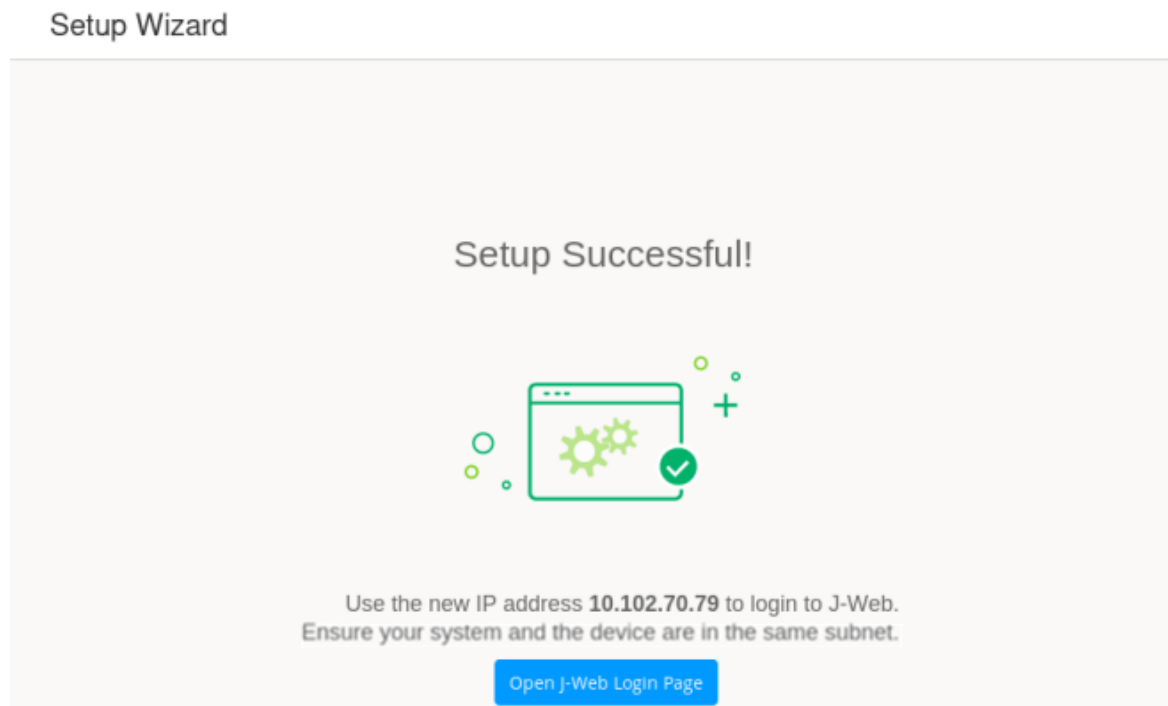 Setup Wizard
Setup Successful!
Use the new IP address 10.102.70.79 to login to J-Web.
Ensure your system and the device are in the same subnet.
Open J-Web Login Page